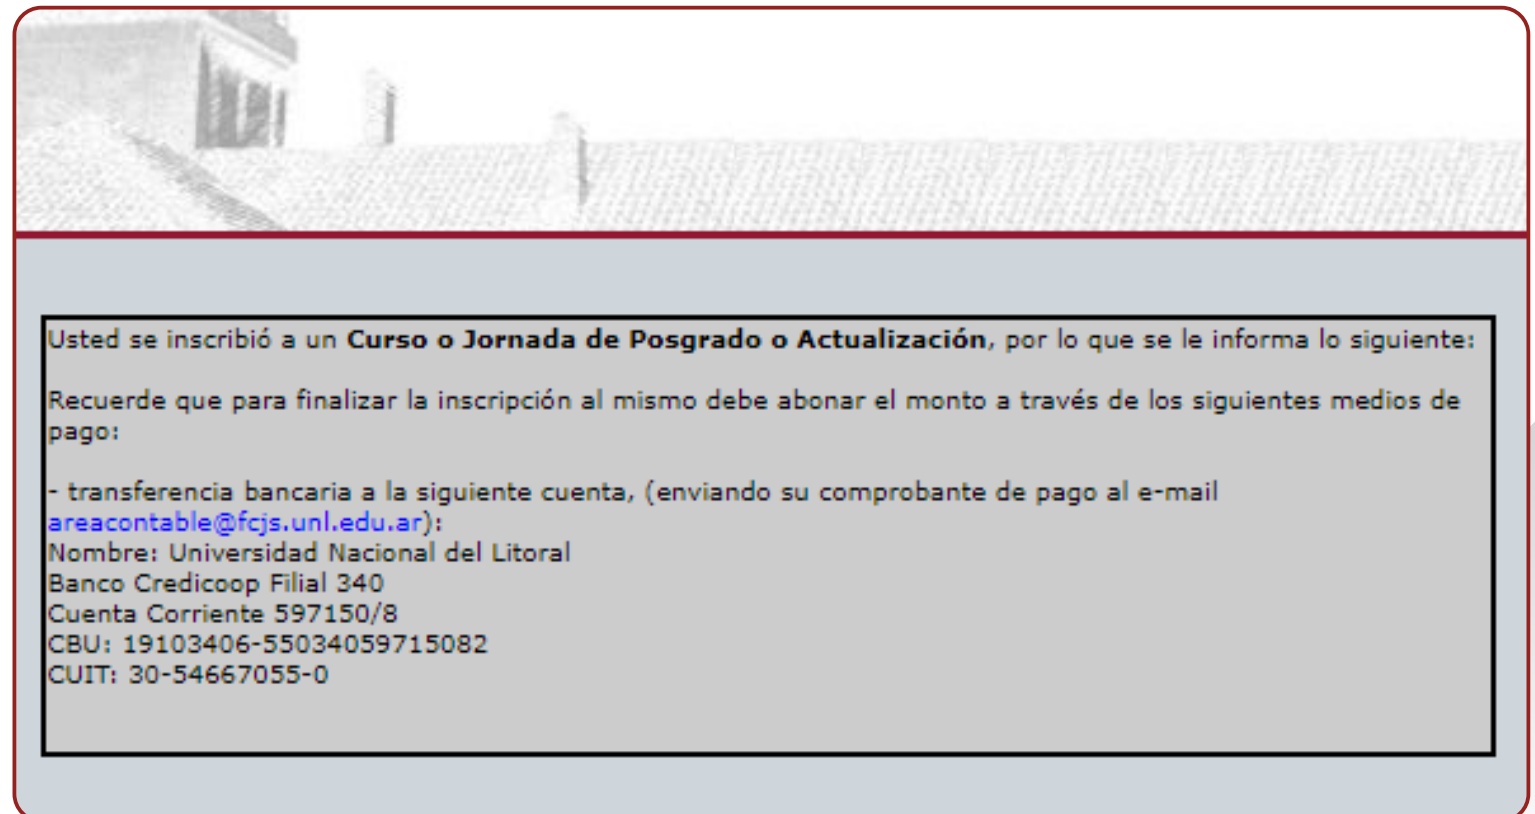 Usted se inscribió a un Curso o Jornada de Posgrado o Actualización, por lo que se le informa lo siguiente:
Recuerde que para finalizar la inscripción al mismo debe abonar el monto a través de los siguientes medios de
pago:
- transferencia bancaria a la siguiente cuenta, (enviando su comprobante de pago al e-mail
areacontable@fcjs.unl.edu.ar):
Nombre: Universidad Nacional del Litoral
Banco Credicoop Filial 340
Cuenta Corriente 597150/8
CBU: 19103406-55034059715082
CUIT: 30-54667055-0